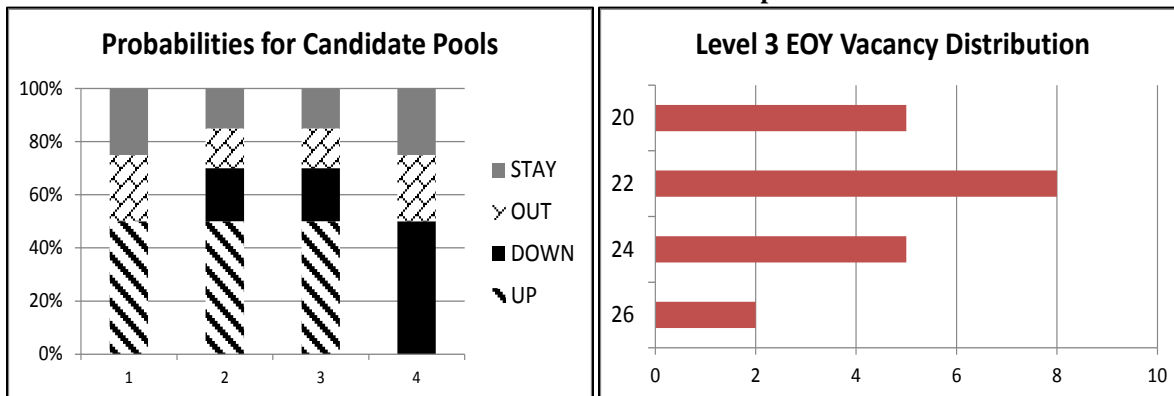 Probabilities for Candidate Pools
100%
80%
60%
40%
20%
0%
1 2 3 4
STAY
OUT
DOWN
UP
Level 3 EOY Vacancy Distribution
20
22
24
26
0 2 4 6 8 10